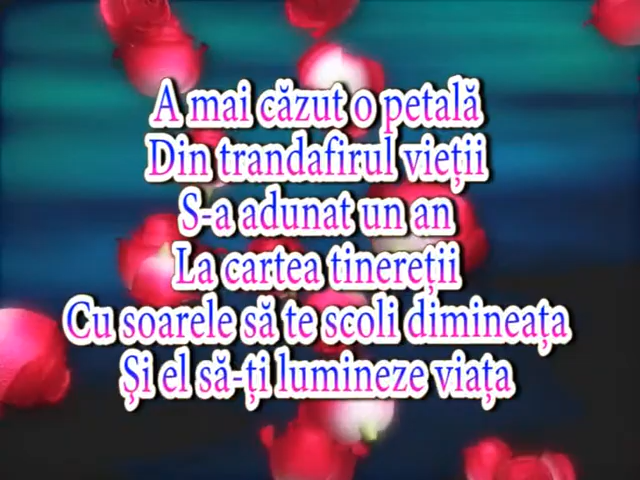 A mai căzut o petală
Din trandafirul vieții
S-a adunat un an
La cartea tinereții
Cu soarele să te scoli dimineața
Şi el să-ți lumineze viața